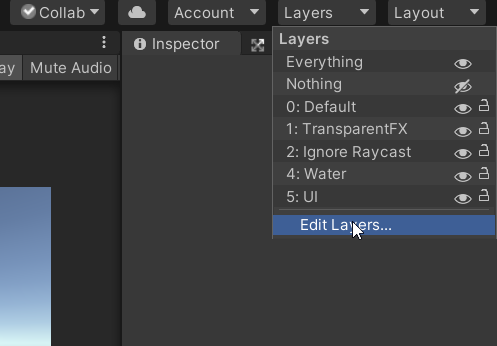 Collab
Account
Layers
Layout
Inspector
ay
Mute Audio
Layers
Everything
Nothing
0: Default
1: TransparentFX
2: Ignore Raycast
4: Water
5: UI
Edit Layers...